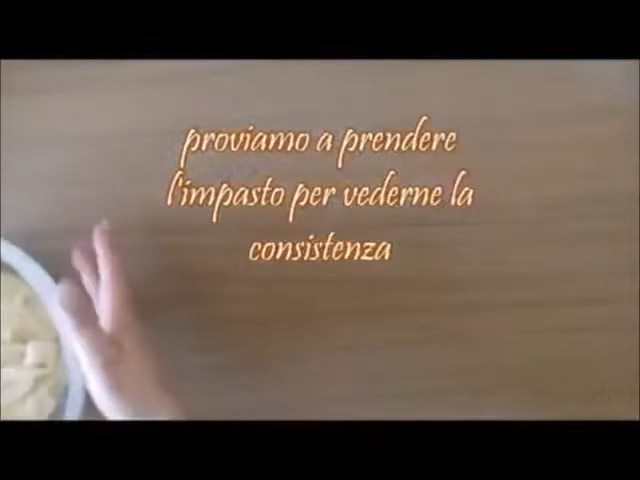 proviamo a prendere
l'impasto per vederne la
consistenza